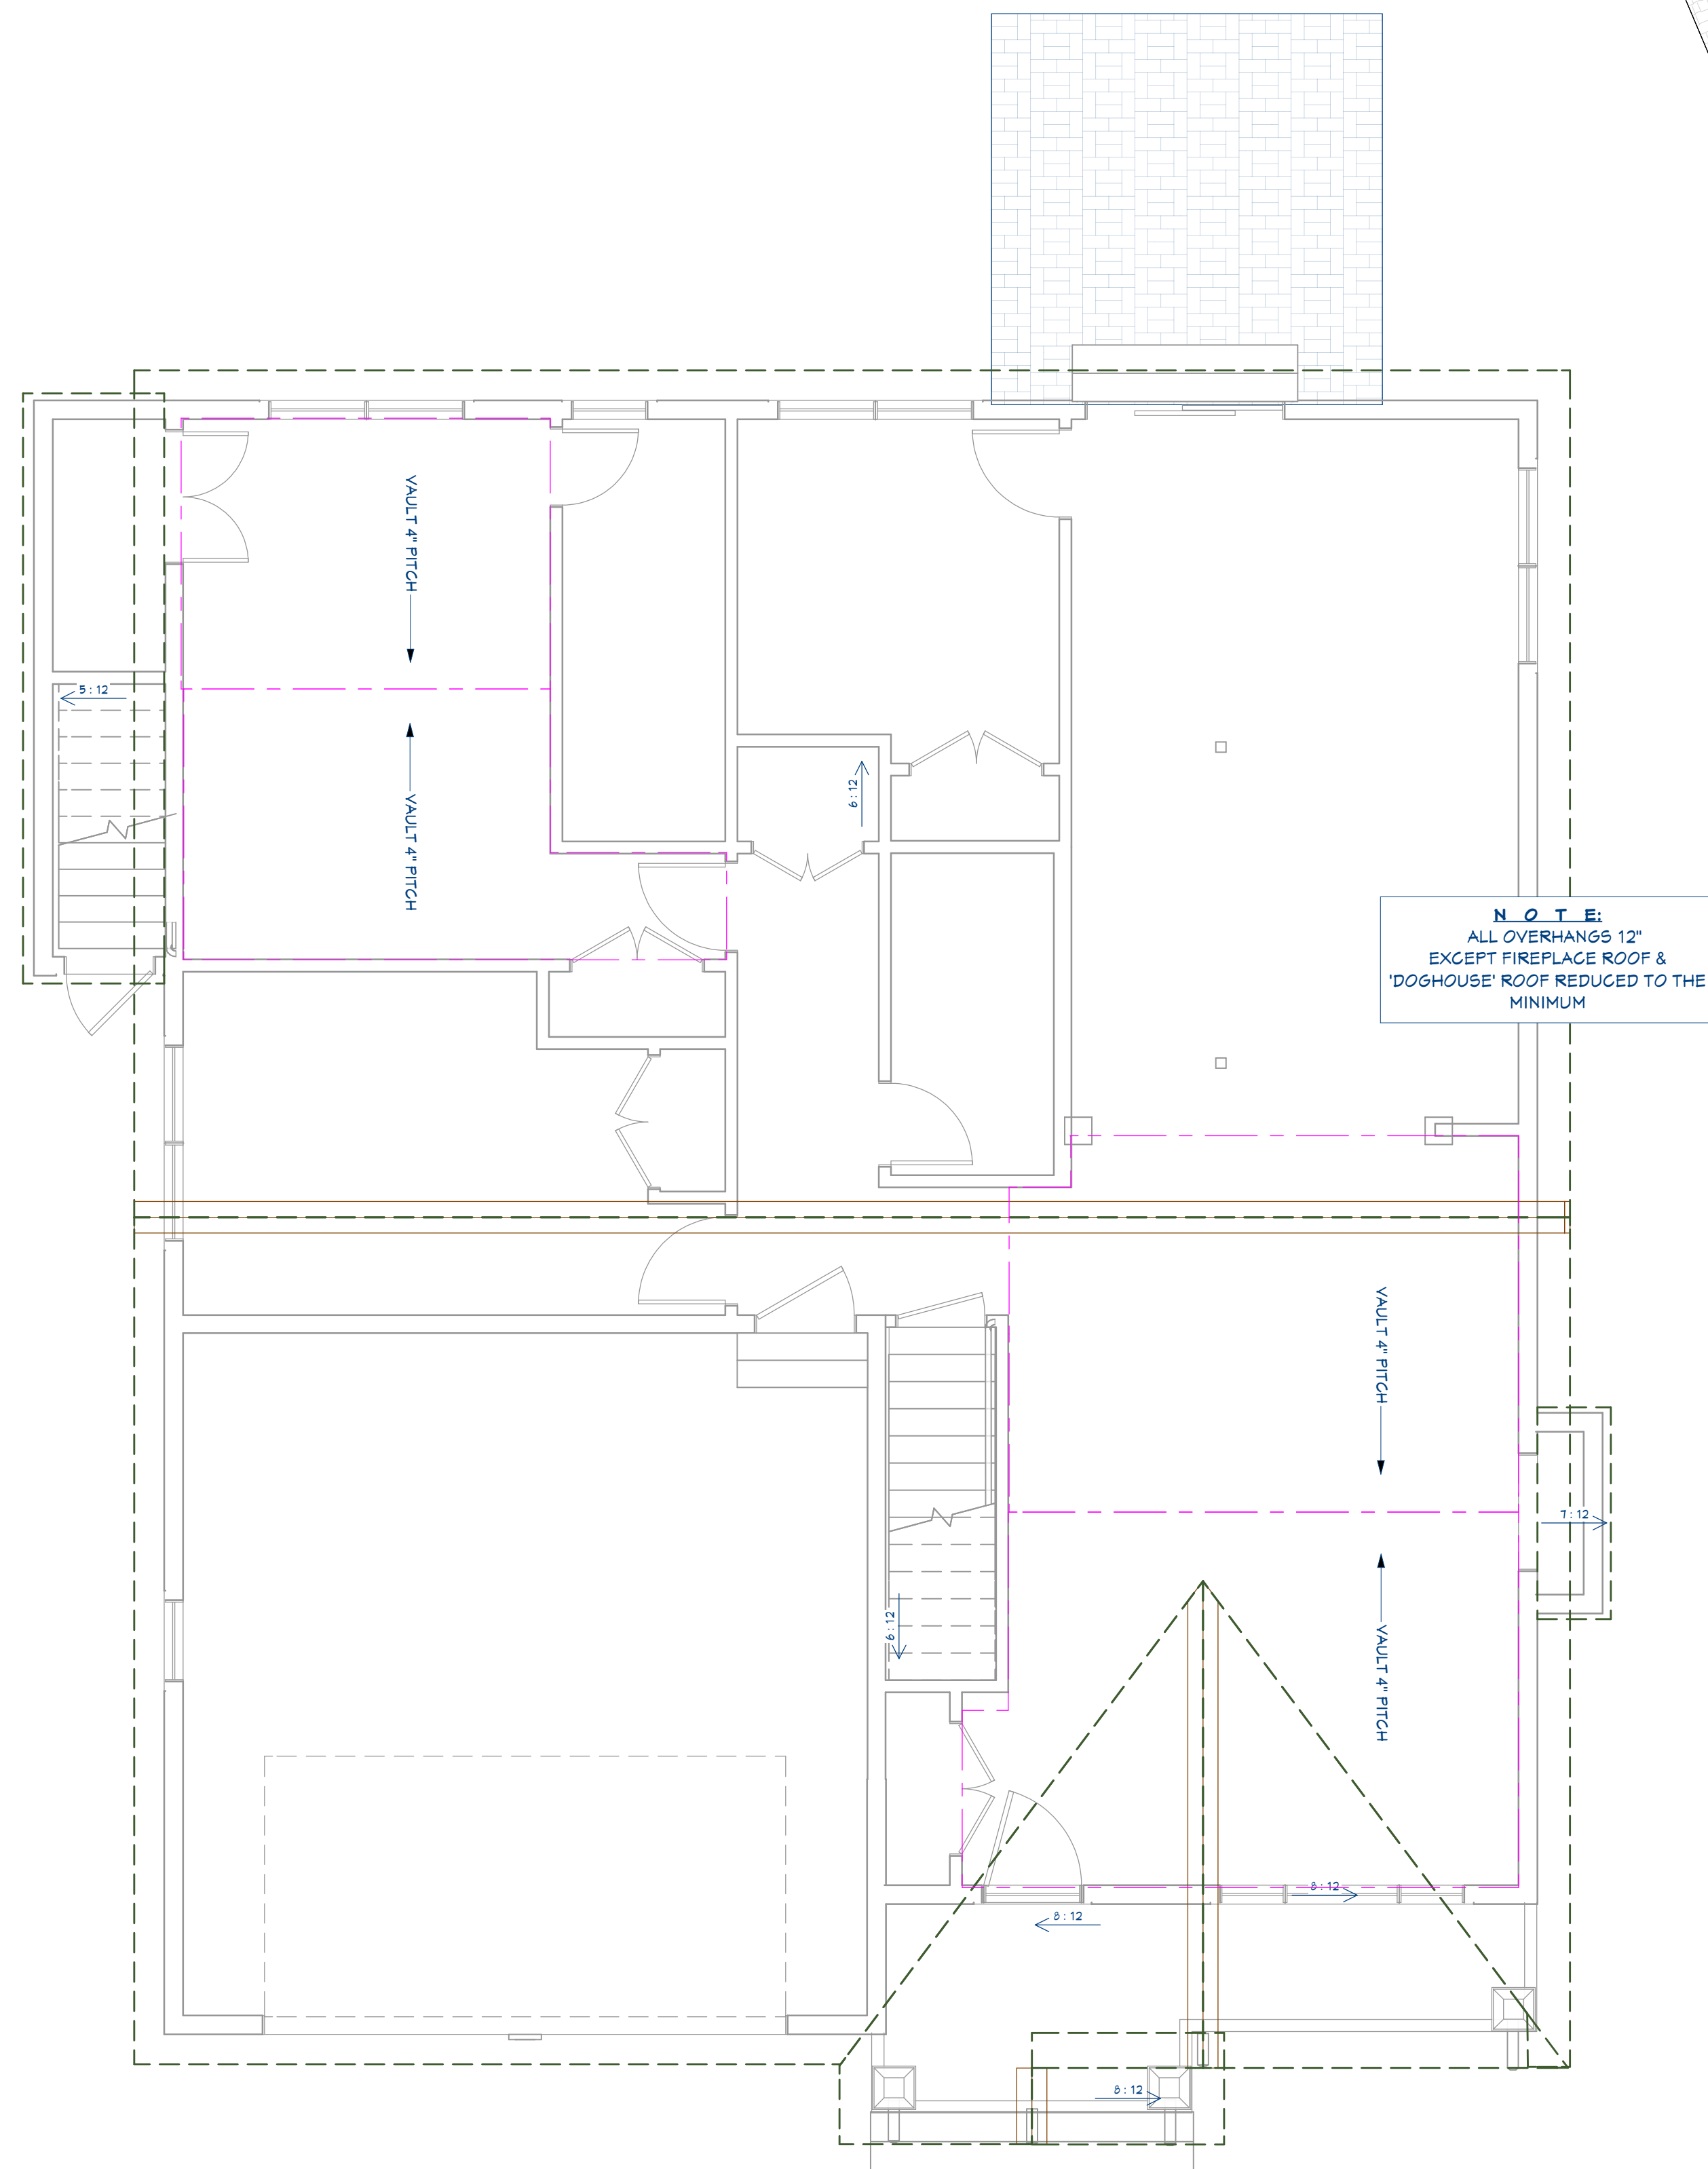 VAULT 4" PITCH
5 : 12
VAULT 4" PITCH
6 : 12
N O T E:
ALL OVERHANGS 12"
EXCEPT FIREPLACE ROOF &
'DOGHOUSE' ROOF REDUCED TO THE
MINIMUM
VAULT 4" PITCH
7 : 12
6 : 12
VAULT 4" PITCH
8 : 12
8 : 12
8 : 12